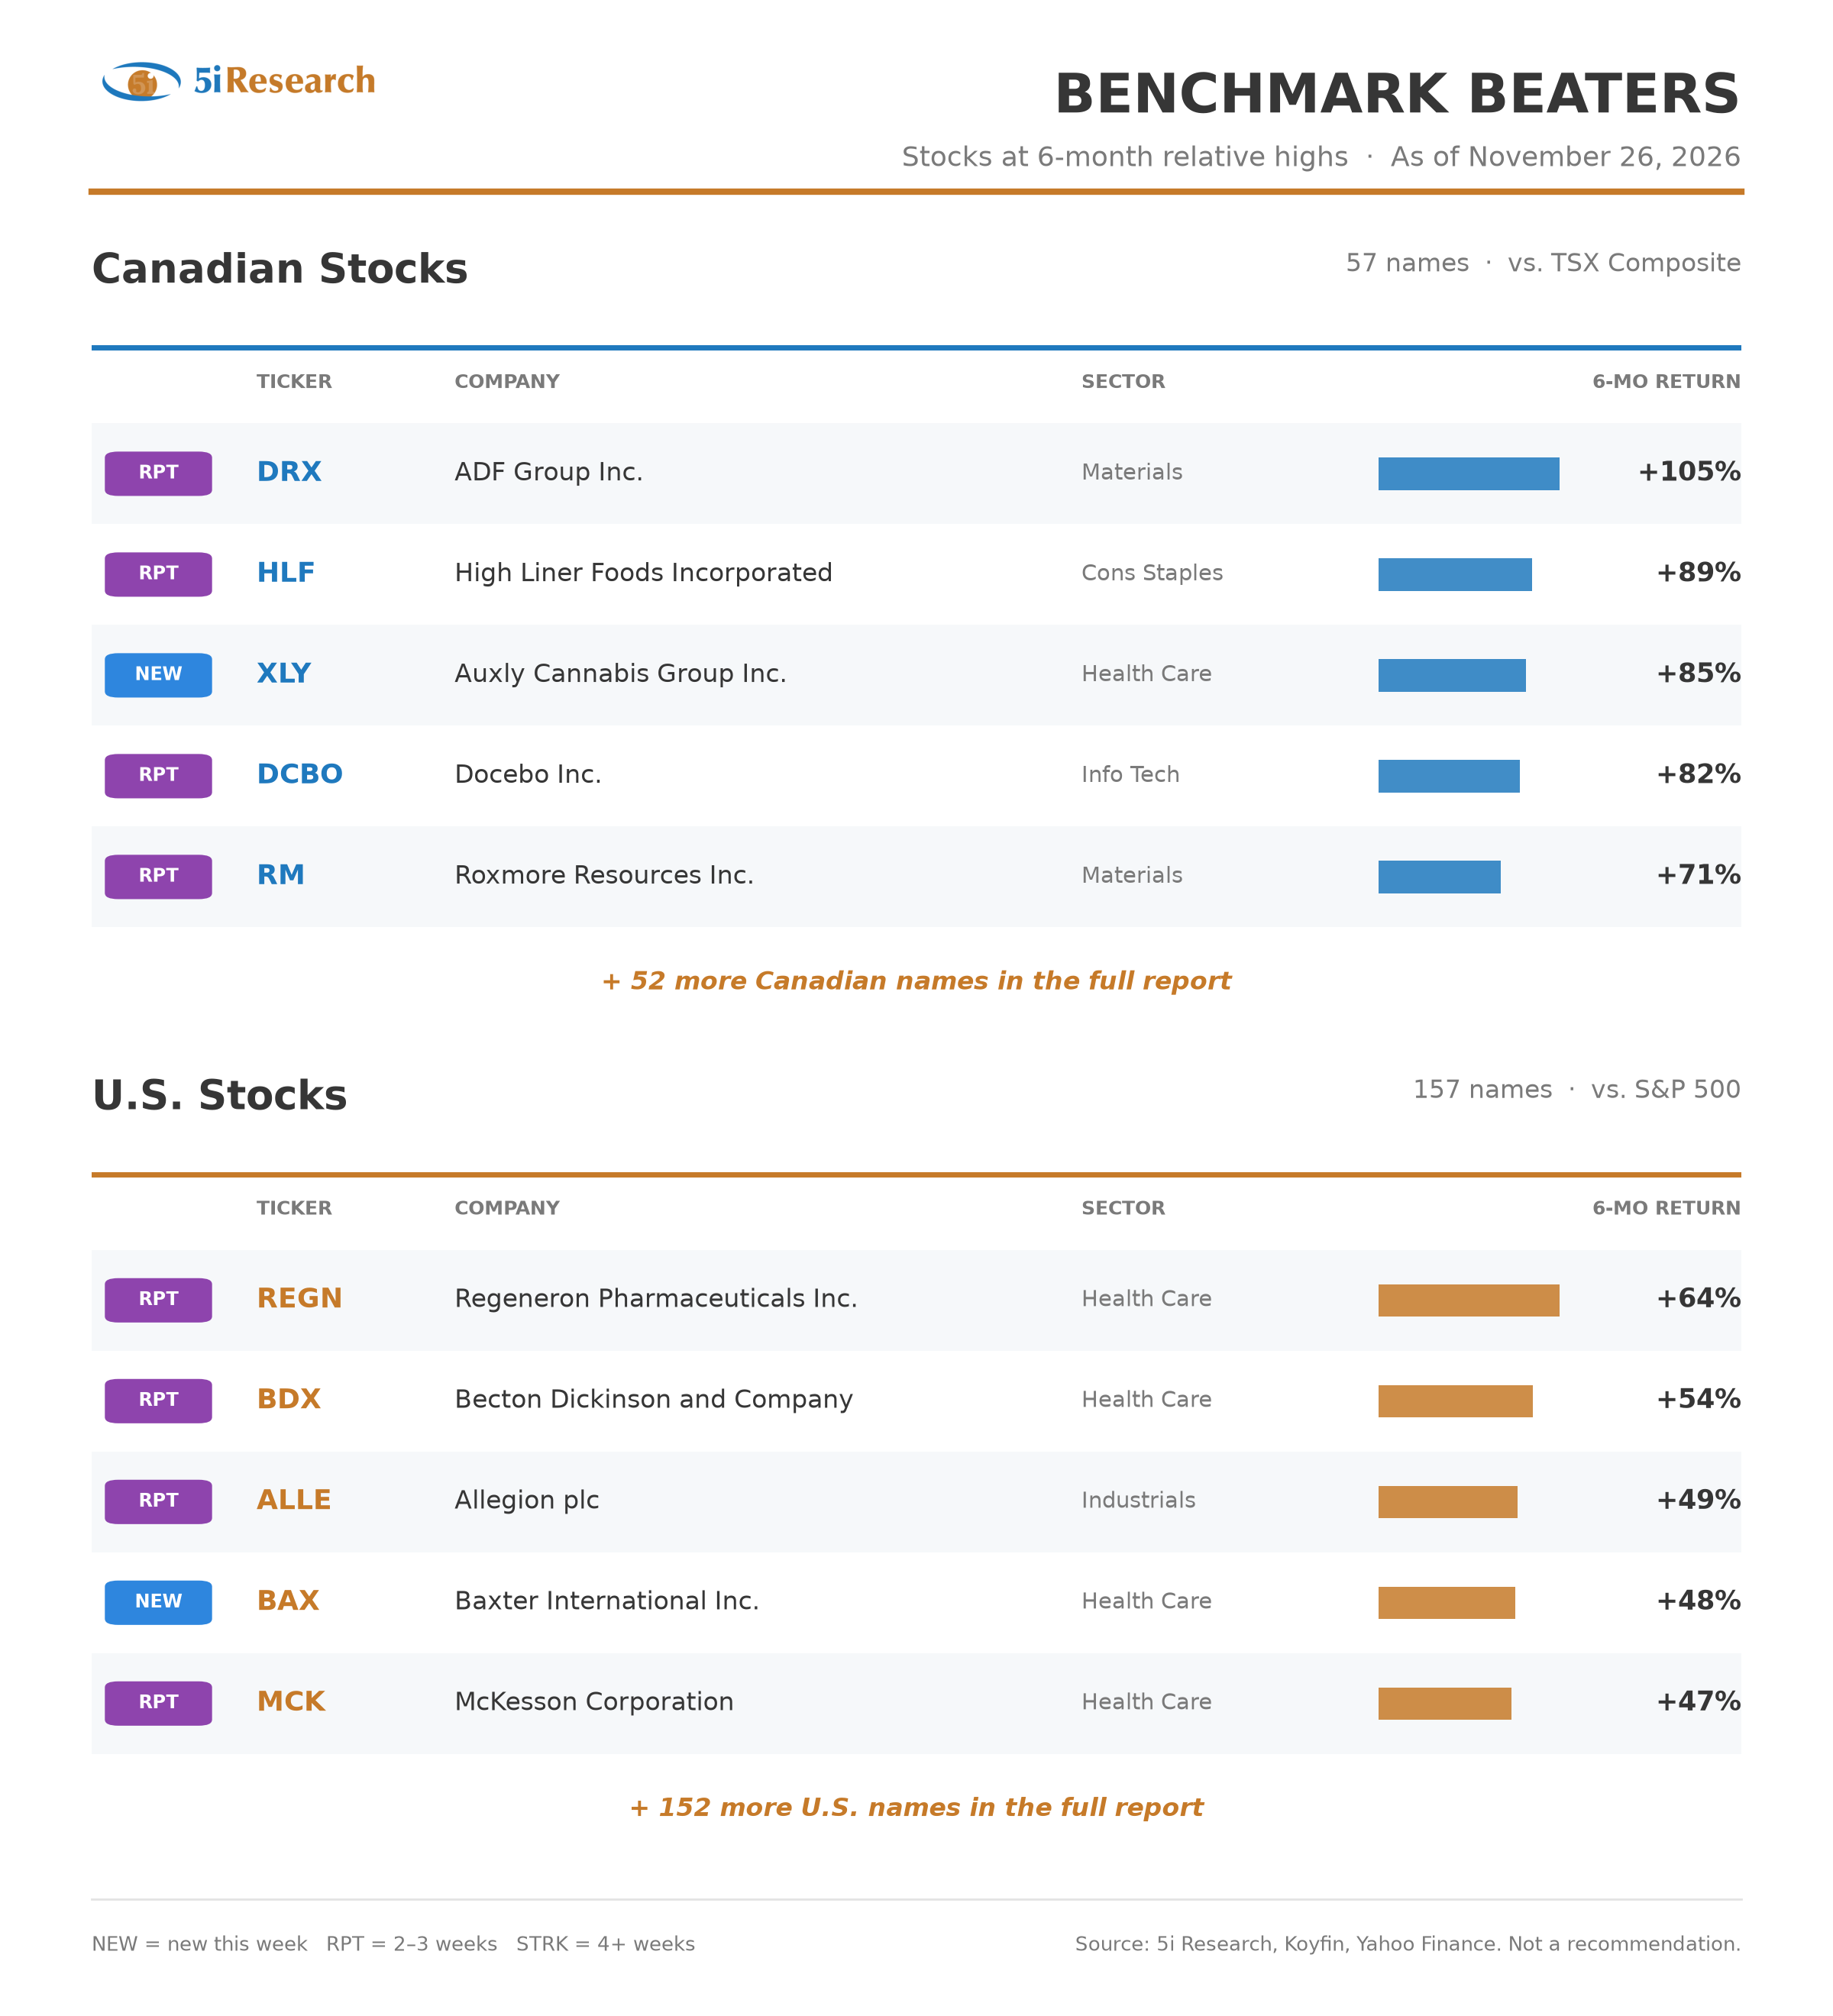 5i 5iResearch
BENCHMARK BEATERS
Stocks at 6-month relative highs · As of November 26, 2026
Canadian Stocks 57 names · vs. TSX Composite
TICKER COMPANY SECTOR 6-MO RETURN
RPT DRX ADF Group Inc. Materials +105%
RPT HLF High Liner Foods Incorporated Cons Staples +89%
NEW XLY Auxly Cannabis Group Inc. Health Care +85%
RPT DCBO Docebo Inc. Info Tech +82%
RPT RM Roxmore Resources Inc. Materials +71%
+ 52 more Canadian names in the full report
U.S. Stocks 157 names · vs. S&P 500
TICKER COMPANY SECTOR 6-MO RETURN
RPT REGN Regeneron Pharmaceuticals Inc. Health Care +64%
RPT BDX Becton Dickinson and Company Health Care +54%
RPT ALLE Allegion plc Industrials +49%
NEW BAX Baxter International Inc. Health Care +48%
RPT MCK McKesson Corporation Health Care +47%
+ 152 more U.S. names in the full report
NEW = new this week RPT = 2–3 weeks STRK = 4+ weeks Source: 5i Research, Koyfin, Yahoo Finance. Not a recommendation.